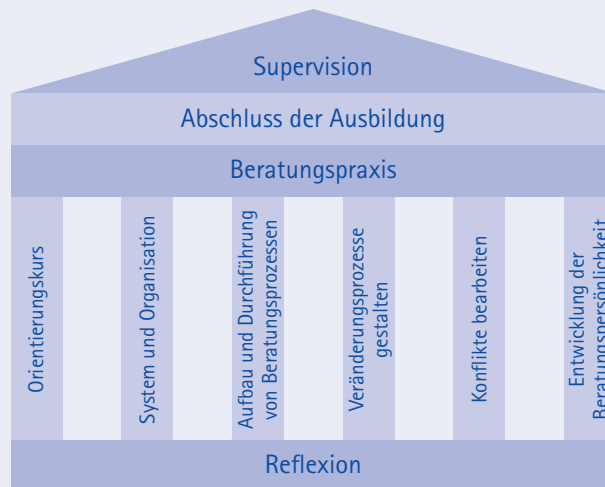 Supervision
Abschluss der Ausbildung
Beratungspraxis
Orientierungskurs
System und Organisation
Aufbau und Durchführung
von Beratungsprozessen
Veränderungsprozesse
gestalten
Konflikte bearbeiten
Entwicklung der
Beratungspersönlichkeit
Reflexion